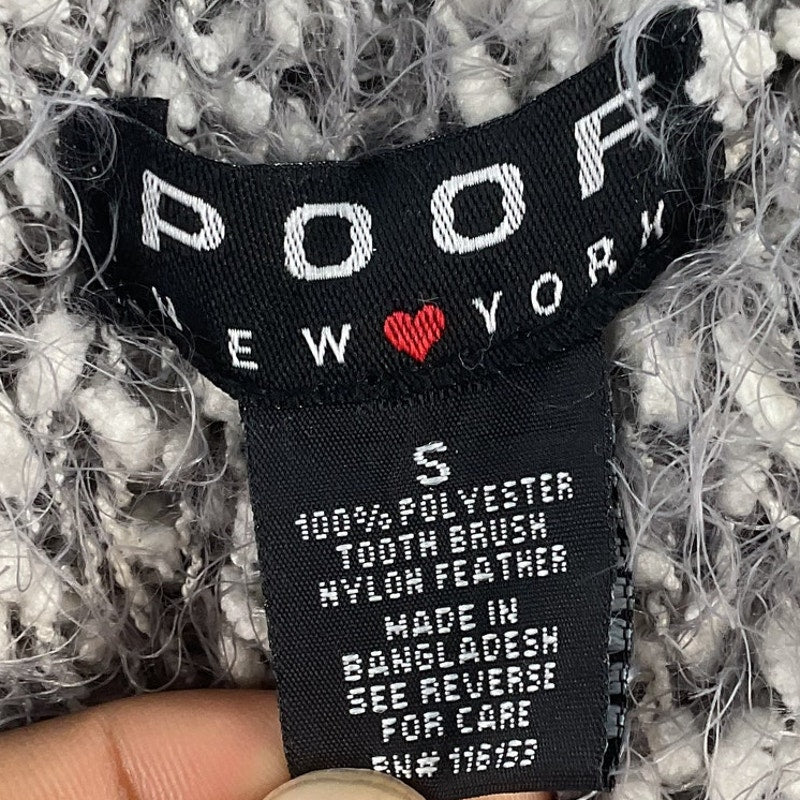 POOF
NEW YORK
S
100% POLYESTER
TOOTH BRUSH
NYLON FEATHER
MADE IN
BANGLADESH
SEE REVERSE
FOR CARE
RN# 116153